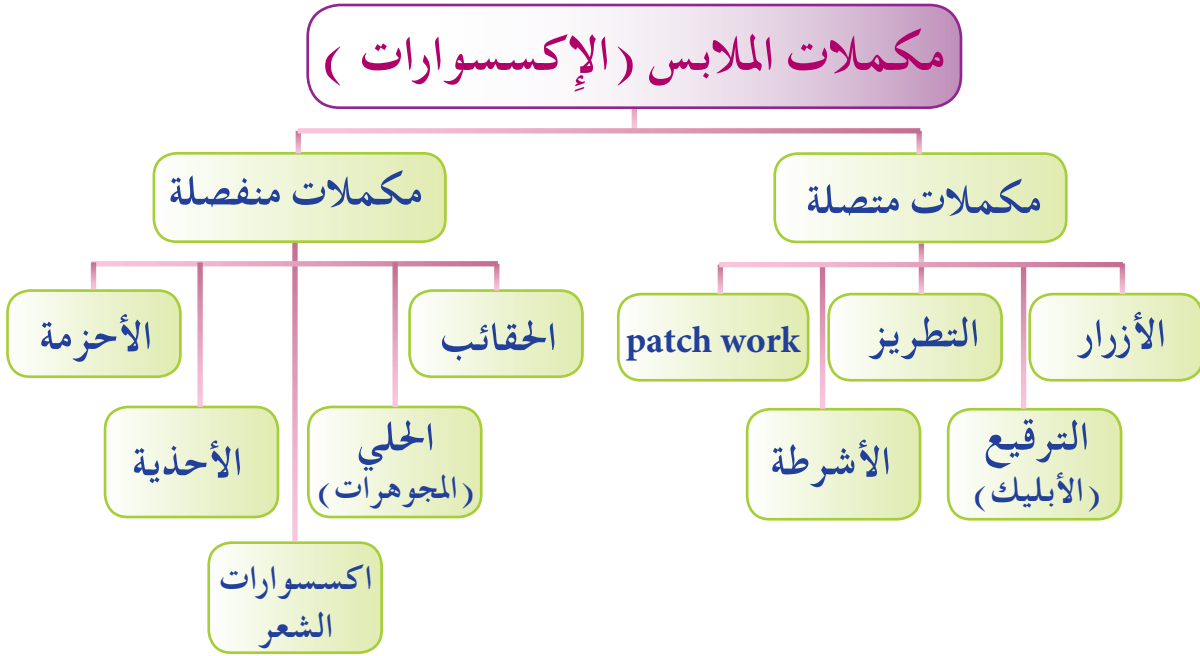 مكملات الملابس (الإكسسوارات)
مكملات متصلة
الأزرار
الترقيع
(الأبليك)
التطريز
الأشرطة
patch work
مكملات منفصلة
الحقائب
الحلي
(المجوهرات)
اكسسوارات
الشعر
الأحذية
الأحزمة